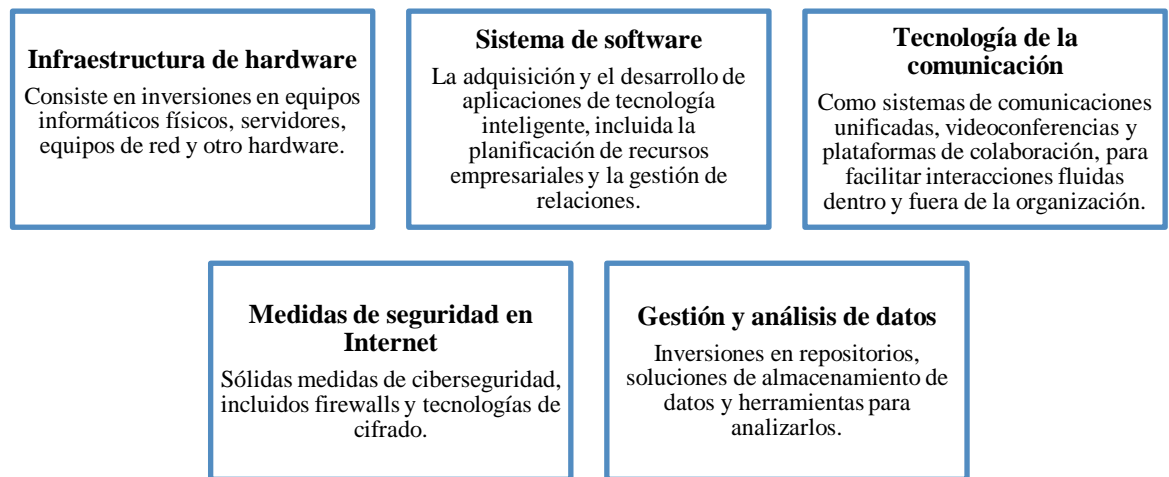 Infraestructura de hardware
Consiste en inversiones en equipos
informáticos físicos, servidores,
equipos de red y otro hardware.
Sistema de software
La adquisición y el desarrollo de
aplicaciones de tecnología
inteligente, incluida la
planificación de recursos
empresariales y la gestión de
relaciones.
Tecnología de la
comunicación
Como sistemas de comunicaciones
unificadas, videoconferencias y
plataformas de colaboración, para
facilitar interacciones fluidas
dentro y fuera de la organización.
Medidas de seguridad en
Internet
Sólidas medidas de ciberseguridad,
incluidos firewalls y tecnologías de
cifrado.
Gestión y análisis de datos
Inversiones en repositorios,
soluciones de almacenamiento de
datos y herramientas para
analizarlos.